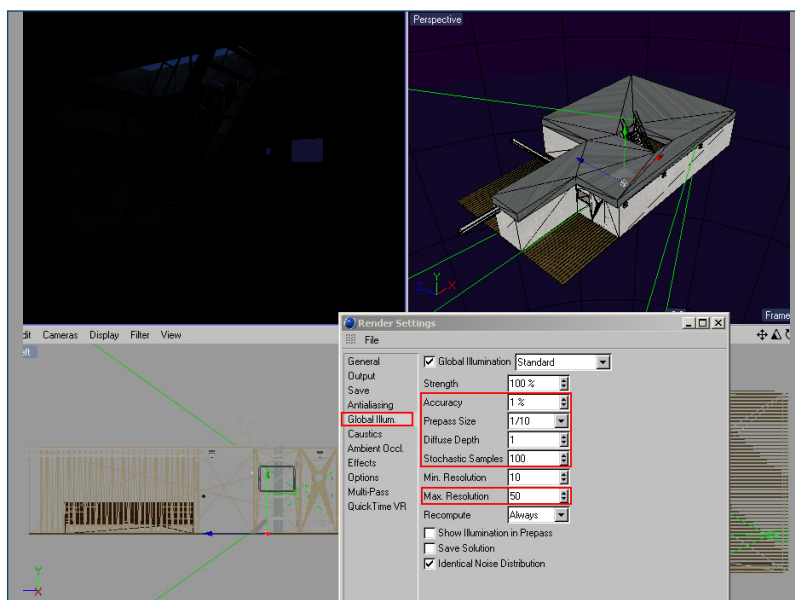 Perspective
Y
Z
X
Frame
dit Cameras Display Filter View
Render Settings
File
General
Output
Save
Antialiasing
Global Illum.
Caustics
Ambient Occl.
Effects
Options
Multi-Pass
QuickTime VR
Global Illumination Standard
Strength 100 %
Accuracy 1 %
Prepass Size 1/10
Diffuse Depth 1
Stochastic Samples 100
Min. Resolution 10
Max. Resolution 50
Recompute Always
Show Illumination in Prepass
Save Solution
Identical Noise Distribution
Y
X